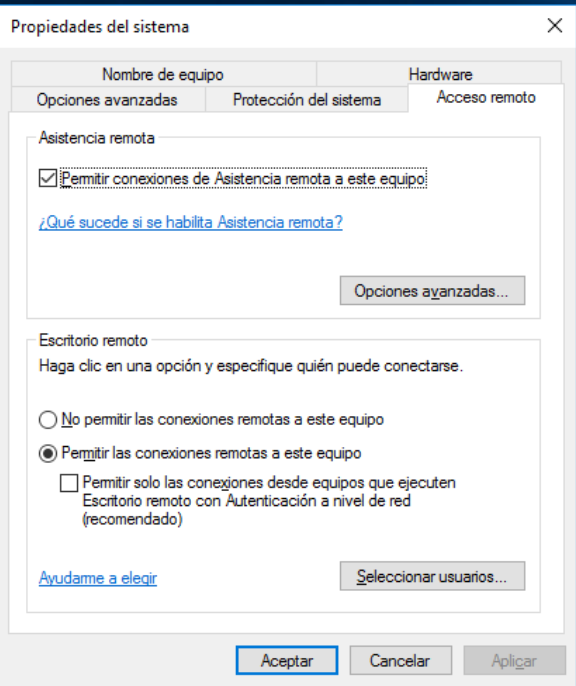 Propiedades del sistema
Nombre de equipo
Hardware
Opciones avanzadas
Protección del sistema
Acceso remoto
Asistencia remota
Permitir conexiones de Asistencia remota a este equipo
¿Qué sucede si se habilita Asistencia remota?
Opciones avanzadas...
Escritorio remoto
Haga clic en una opción y especifique quién puede conectarse.
No permitir las conexiones remotas a este equipo
Permitir las conexiones remotas a este equipo
Permitir solo las conexiones desde equipos que ejecuten
Escritorio remoto con Autenticación a nivel de red
(recomendado)
Ayudarme a elegir
Seleccionar usuarios...
Aceptar
Cancelar
Aplicar